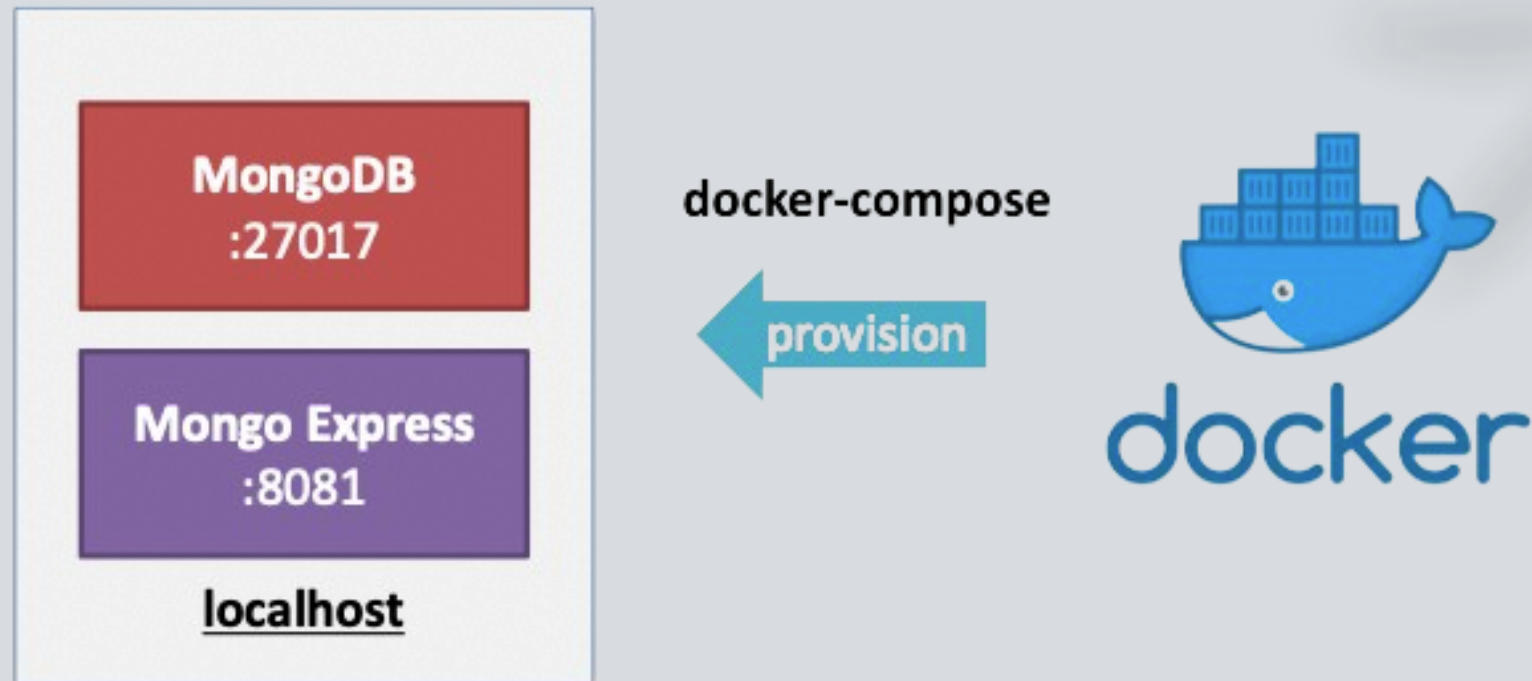 MongoDB
:27017
Mongo Express
:8081
localhost
docker-compose
provision
docker